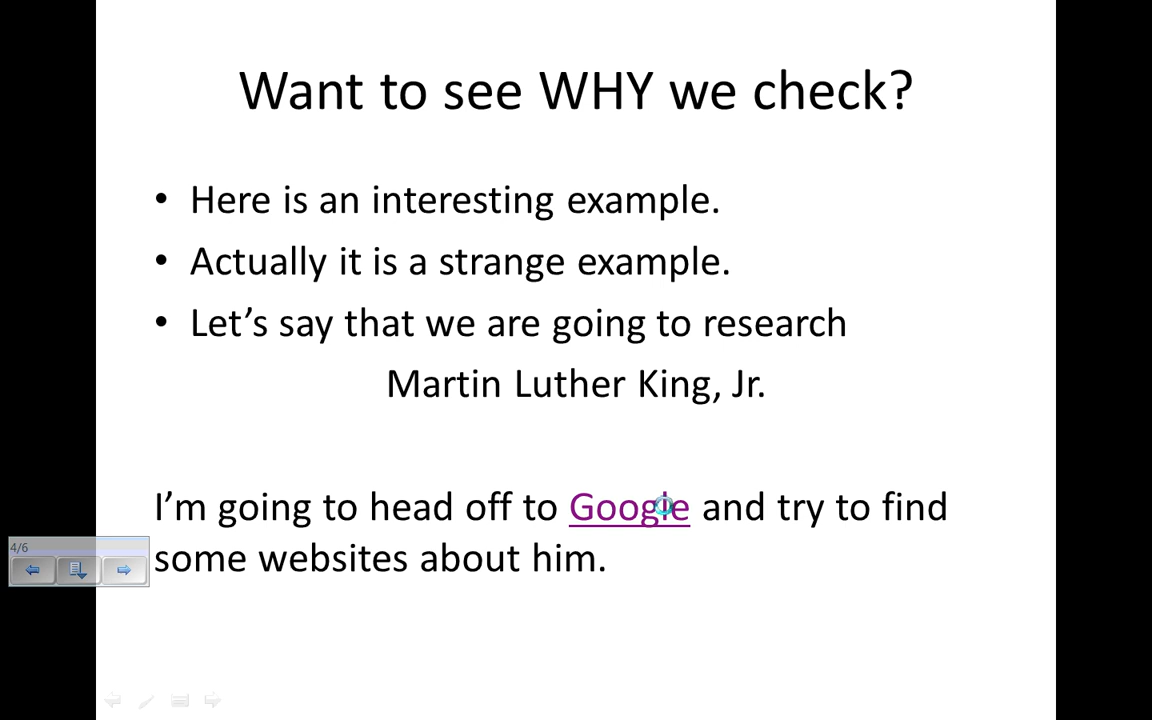 Want to see WHY we check?
• Here is an interesting example.
• Actually it is a strange example.
• Let’s say that we are going to research
Martin Luther King, Jr.
I’m going to head off to Google and try to find
some websites about him.
4/6